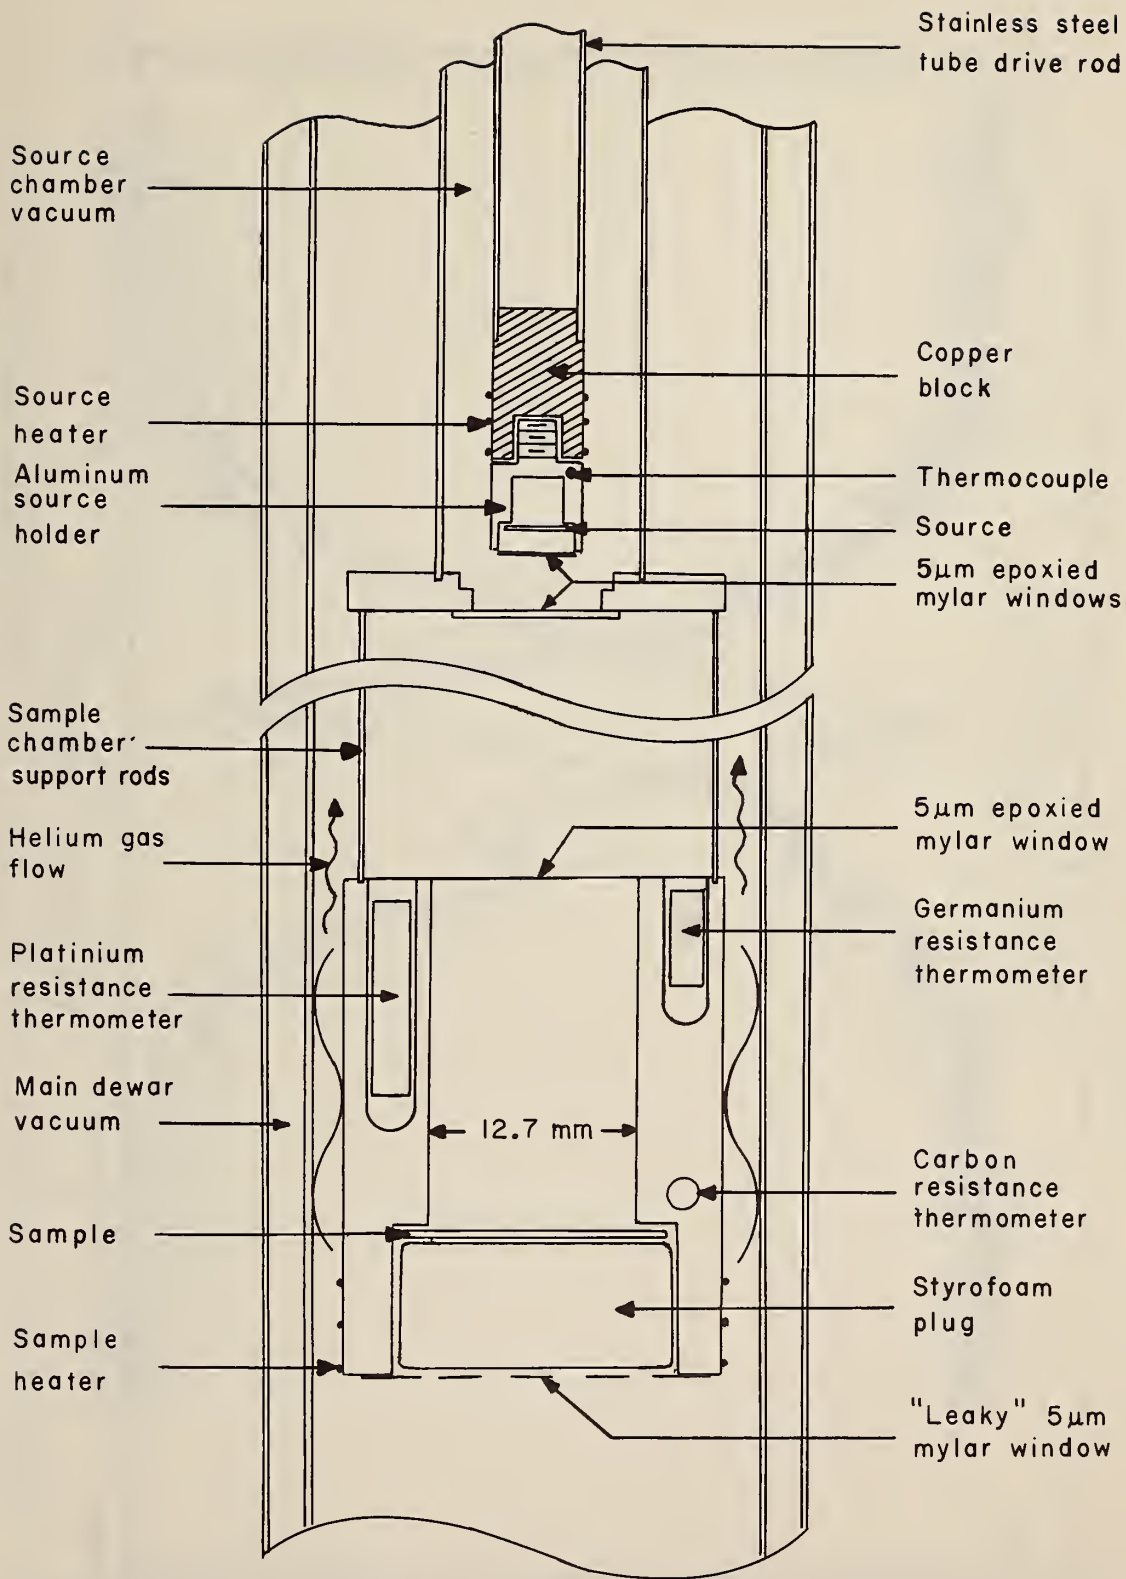 Stainless steel
tube drive rod
Source
chamber
vacuum
Copper
block
Source
heater
Aluminum
source
holder
Thermocouple
Source
5μm epoxied
mylar windows
Sample
chamber
support rods
Helium gas
flow
5μm epoxied
mylar window
Platinium
resistance
thermometer
Germanium
resistance
thermometer
Main dewar
vacuum
12.7 mm
Carbon
resistance
thermometer
Sample
Styrofoam
plug
Sample
heater
"Leaky" 5μm
mylar window